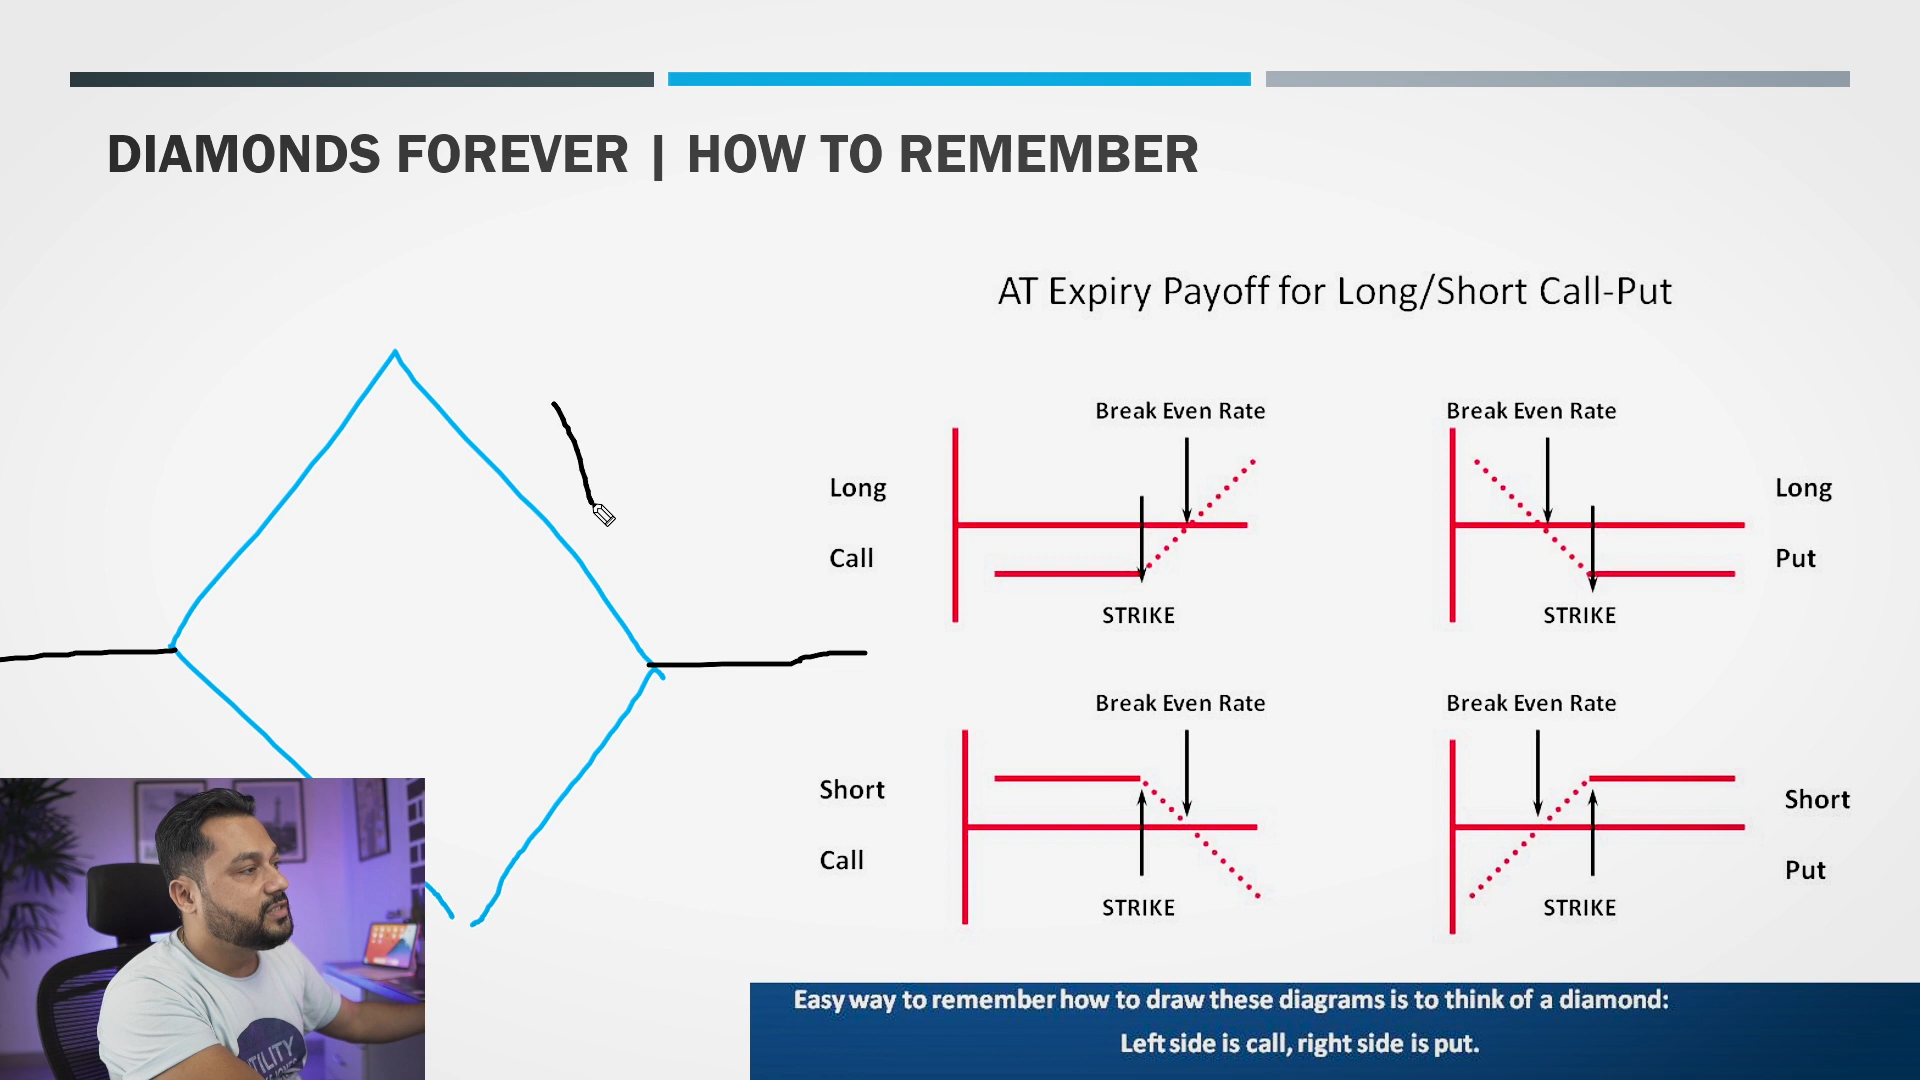 DIAMONDS FOREVER | HOW TO REMEMBER
AT Expiry Payoff for Long/Short Call-Put
Break Even Rate
Break Even Rate
Long
Call
STRIKE
STRIKE
Long
Put
Break Even Rate
Break Even Rate
Short
Call
STRIKE
STRIKE
Short
Put
Easy way to remember how to draw these diagrams is to think of a diamond:
Left side is call, right side is put.